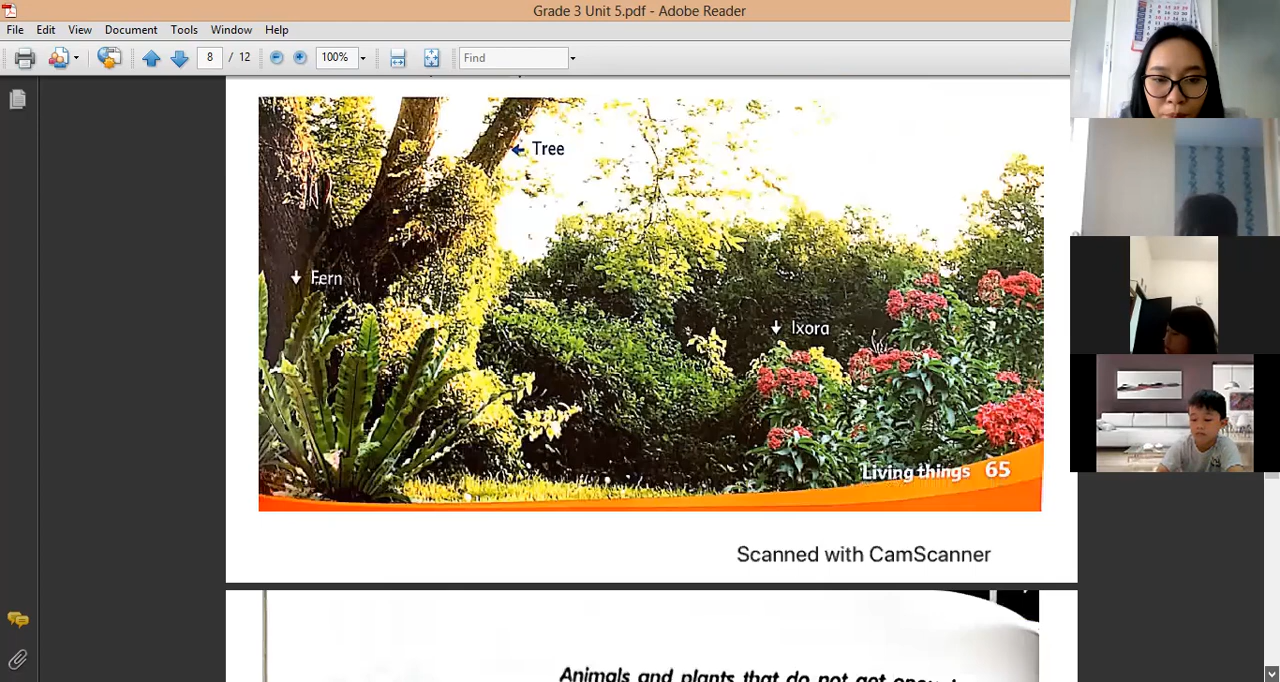 Grade 3 Unit 5.pdf - Adobe Reader
File Edit View Document Tools Window Help
8 / 12 100% Find
Tree
Fern
Ixora
Living things 65
Scanned with CamScanner
Animals and plants that do not get